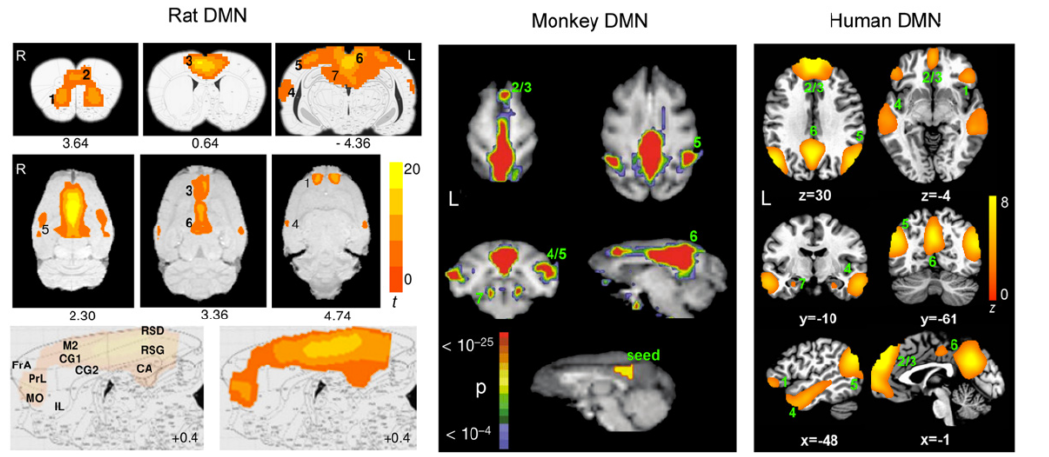 Rat DMN
R
L
1
2
3
4
5
6
7
3.64
0.64
- 4.36
R
5
3
6
1
4
20
0
t
2.30
3.36
4.74
FrA
M2
CG1
CG2
PrL
MO
IL
RSD
RSG
CA
+0.4
+0.4
Monkey DMN
2/3
5
L
4/5
7
6
< 10-25
p
< 10-4
seed
Human DMN
2/3
6
5
2/3
1
4
L
z=30
z=-4
7
4
5
6
8
0
z
y=-10
y=-61
4
5
2/3
6
x=-48
x=-1